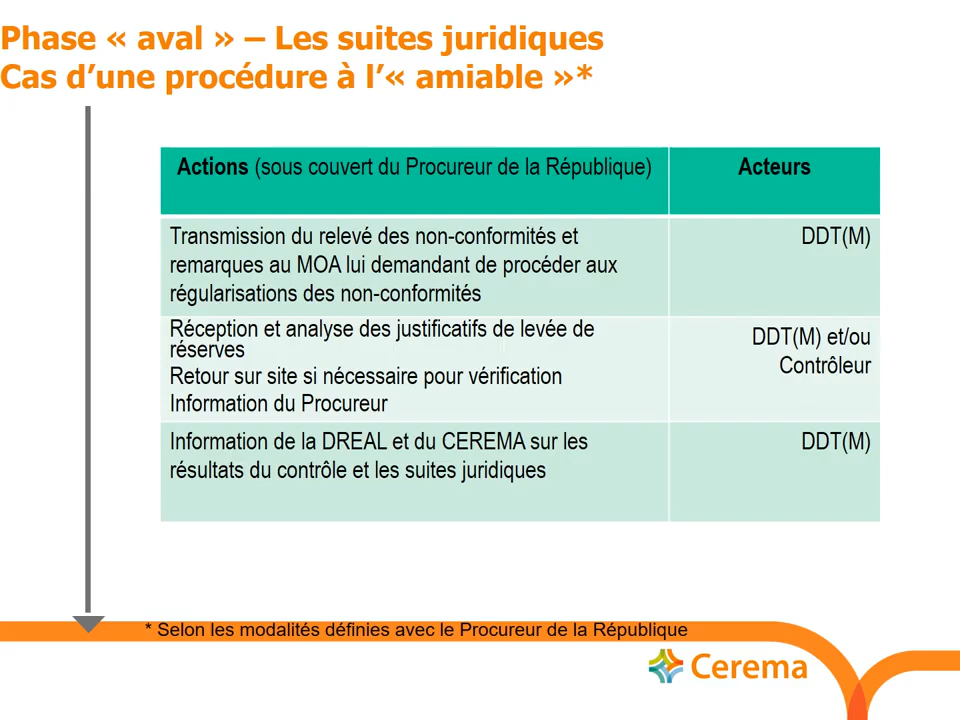 Phase « aval » – Les suites juridiques
Cas d’une procédure à l’« amiable »*
Actions (sous couvert du Procureur de la République)
Acteurs
Transmission du relevé des non-conformités et
remarques au MOA lui demandant de procéder aux
régularisations des non-conformités
DDT(M)
Réception et analyse des justificatifs de levée de
réserves
Retour sur site si nécessaire pour vérification
Information du Procureur
DDT(M) et/ou
Contrôleur
Information de la DREAL et du CEREMA sur les
résultats du contrôle et les suites juridiques
DDT(M)
* Selon les modalités définies avec le Procureur de la République
Cerema